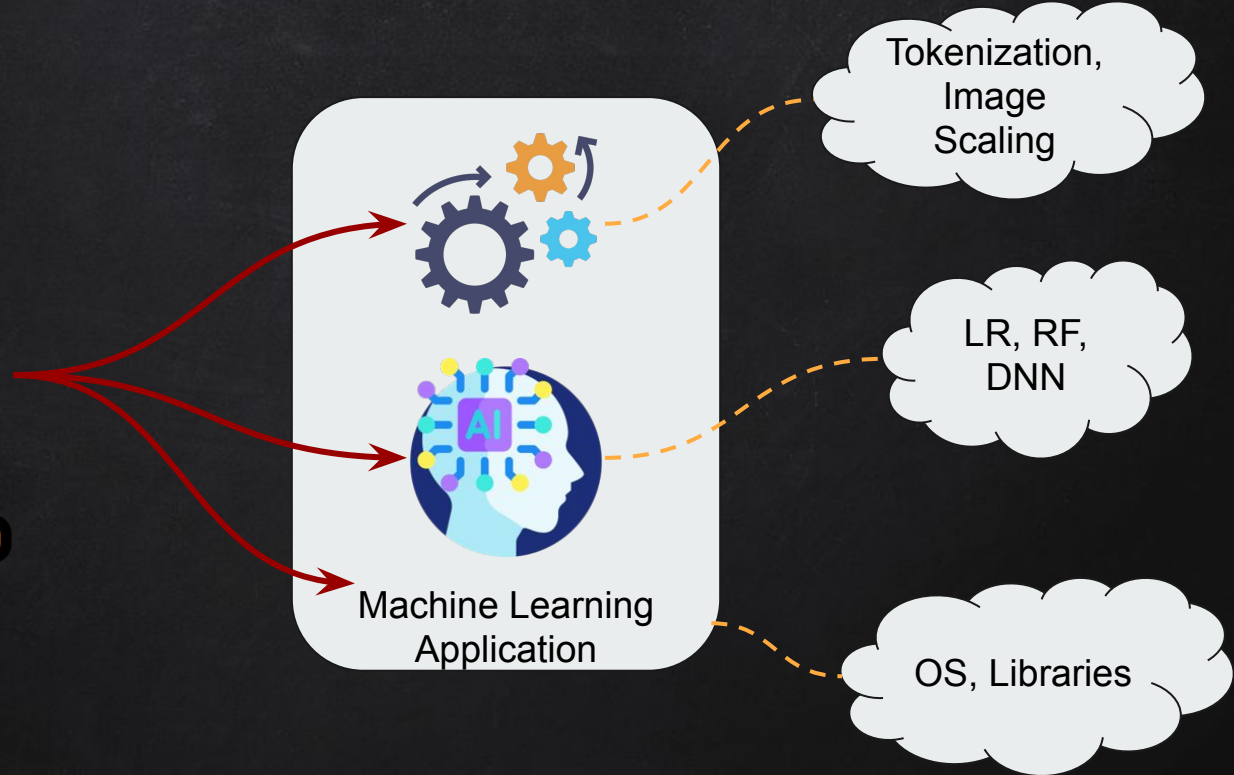 Tokenization,
Image
Scaling
AI
LR, RF,
DNN
Machine Learning
Application
OS, Libraries